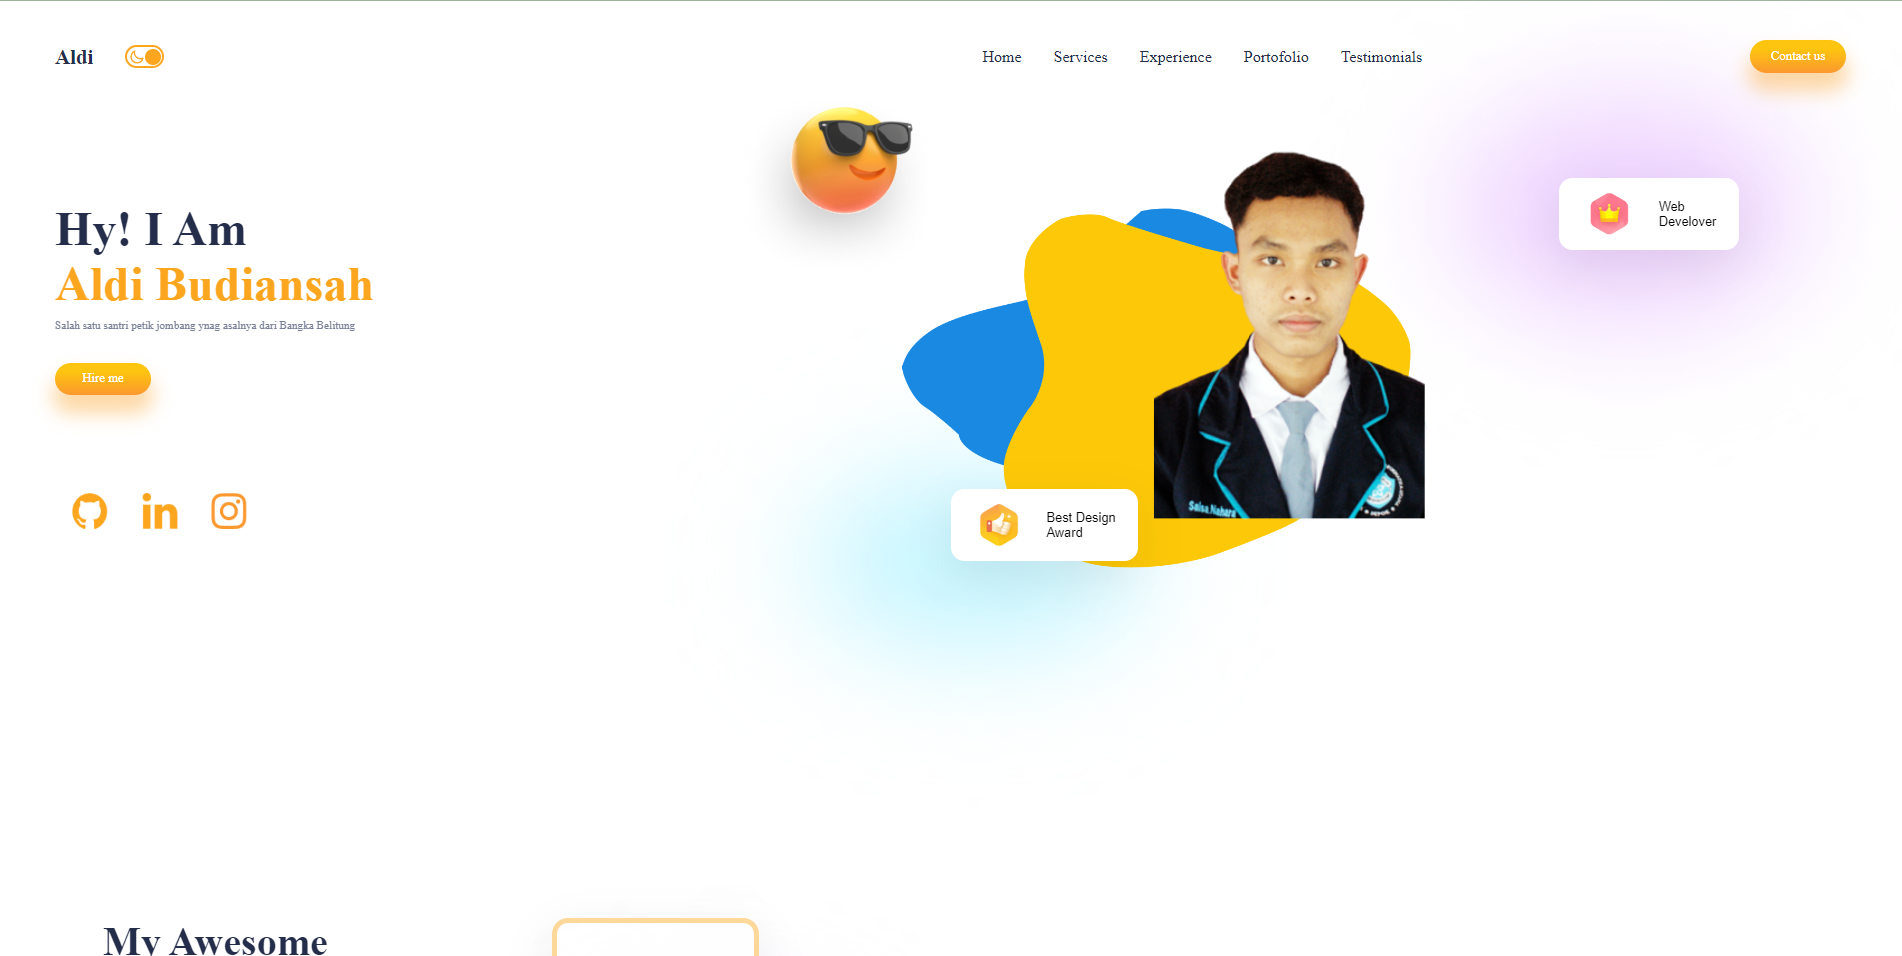 Aldi
Home Services Experience Portofolio Testimonials
Contact us
Web
Develover
Hy! I Am
Aldi Budiansah
Salah satu santri petik jombang ynag asalnya dari Bangka Belitung
Hire me
in
Salsa.Nahara
Best Design
Award
My Awesome